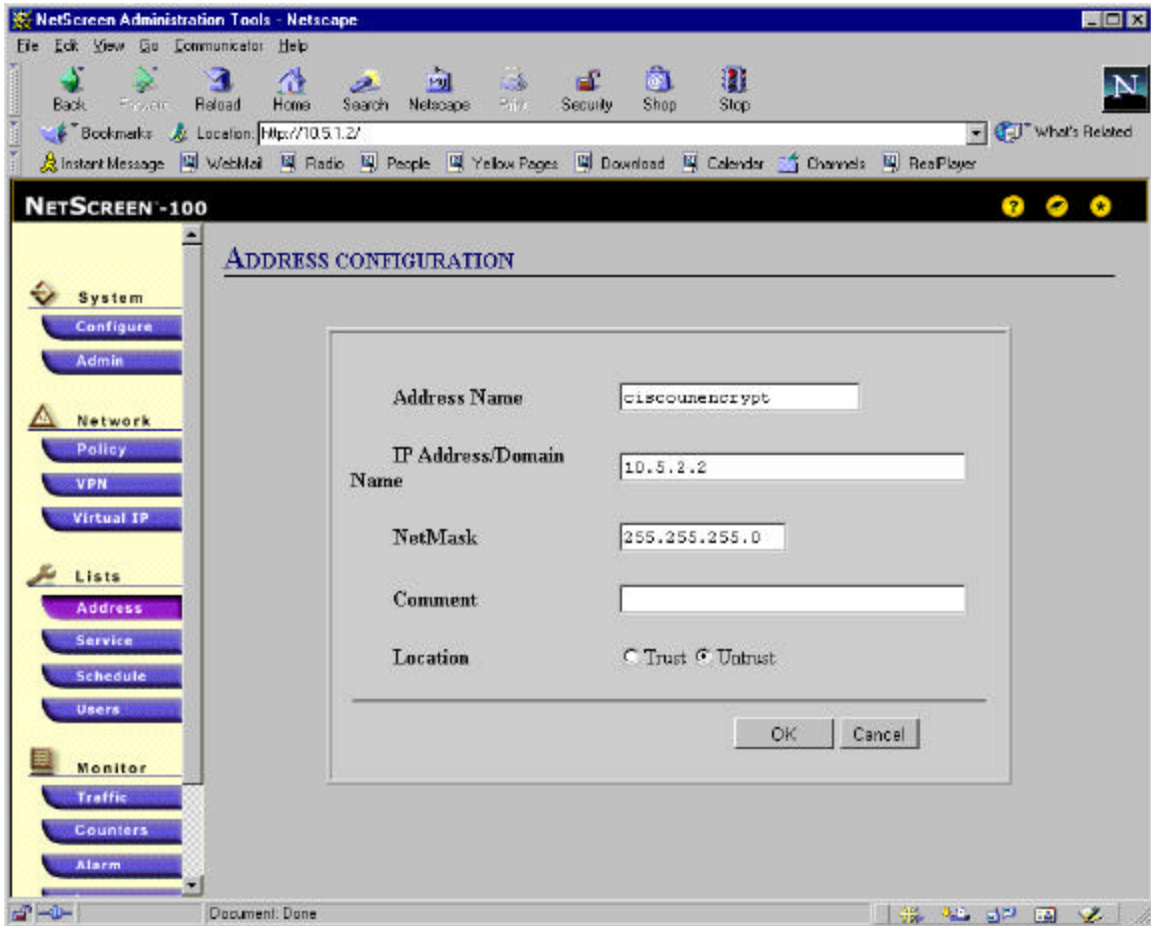 NetScreen Administration Tools - Netscape
File Edit View Go Communicator Help
Back Forward Reload Home Search Netscape Print Security Shop Stop
Bookmarks Location: http://10.5.1.2/ What's Related
Instant Message WebMail Radio People Yellow Pages Download Calendar Channels RealPlayer
NETSCREEN-100
ADDRESS CONFIGURATION
System
Configure
Admin
Network
Policy
VPN
Virtual IP
Lists
Address
Service
Schedule
Users
Monitor
Traffic
Counters
Alarm
Address Name ciscounencrypt
IP Address/Domain
Name 10.5.2.2
NetMask 255.255.255.0
Comment
Location Trust Untrust
OK Cancel
Document: Done